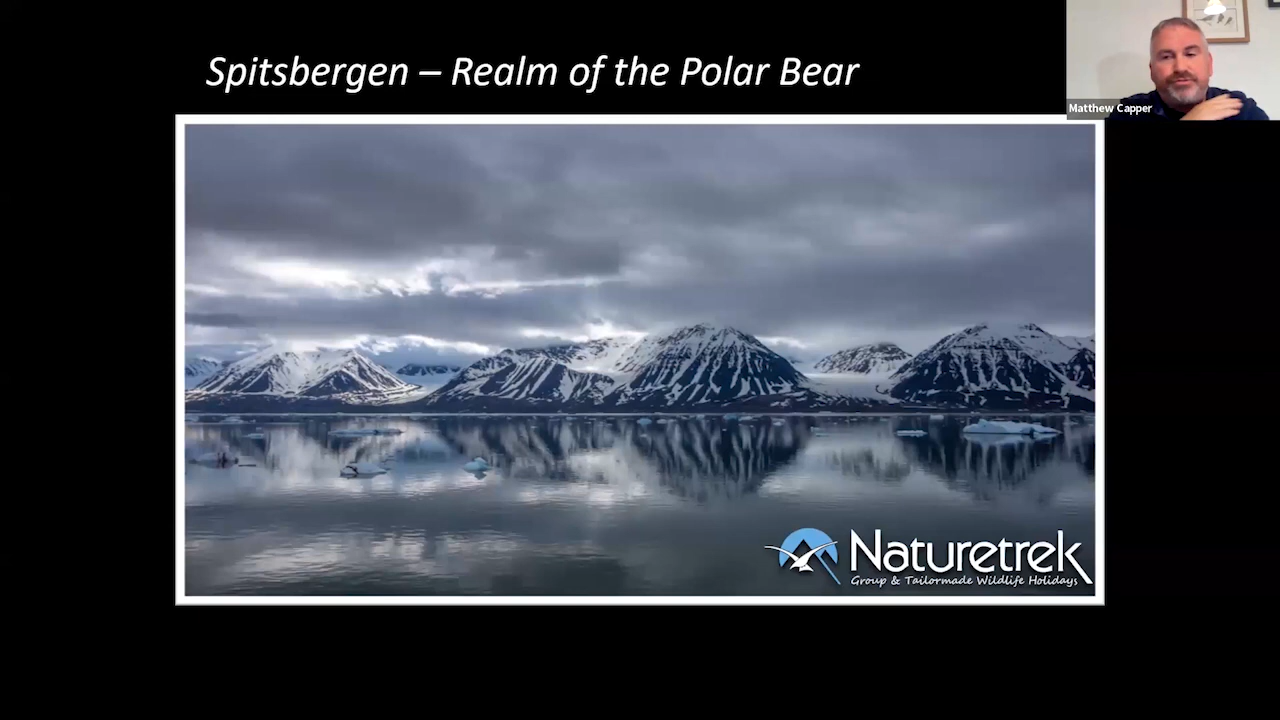 Spitsbergen – Realm of the Polar Bear
Matthew Capper
Naturetrek
Group & Tailormade Wildlife Holidays